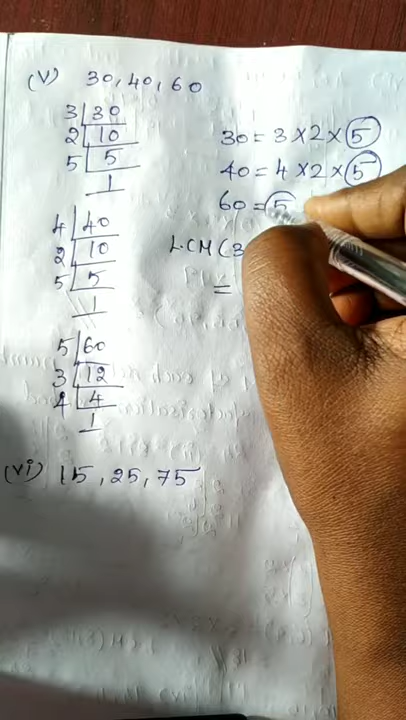 (V) 30, 40, 60
3 | 30
2 | 10
5 | 5
1
30 = 3 × 2 × 5
40 = 4 × 2 × 5
60 = 5
L.CM (3
=
4 | 40
2 | 10
5 | 5
1
5 | 60
3 | 12
4 | 4
1
(vi) 15, 25, 75